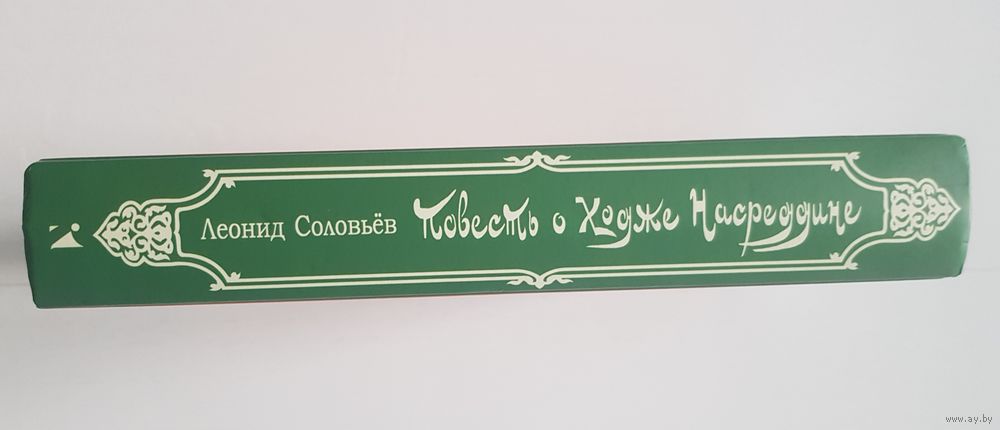 Леонид Соловьёв Повесть о Ходже Насреддине
www.ay.by